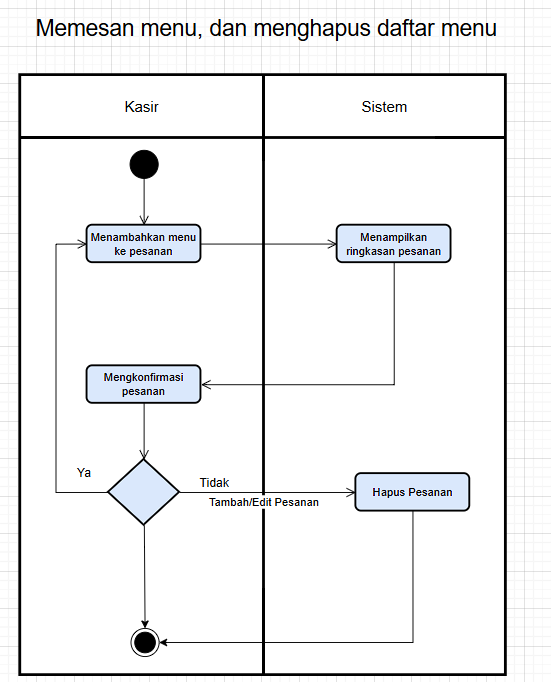 Memesan menu, dan menghapus daftar menu
Kasir
Sistem
Menambahkan menu
ke pesanan
Menampilkan
ringkasan pesanan
Mengkonfirmasi
pesanan
Ya
Tidak
Tambah/Edit Pesanan
Hapus Pesanan